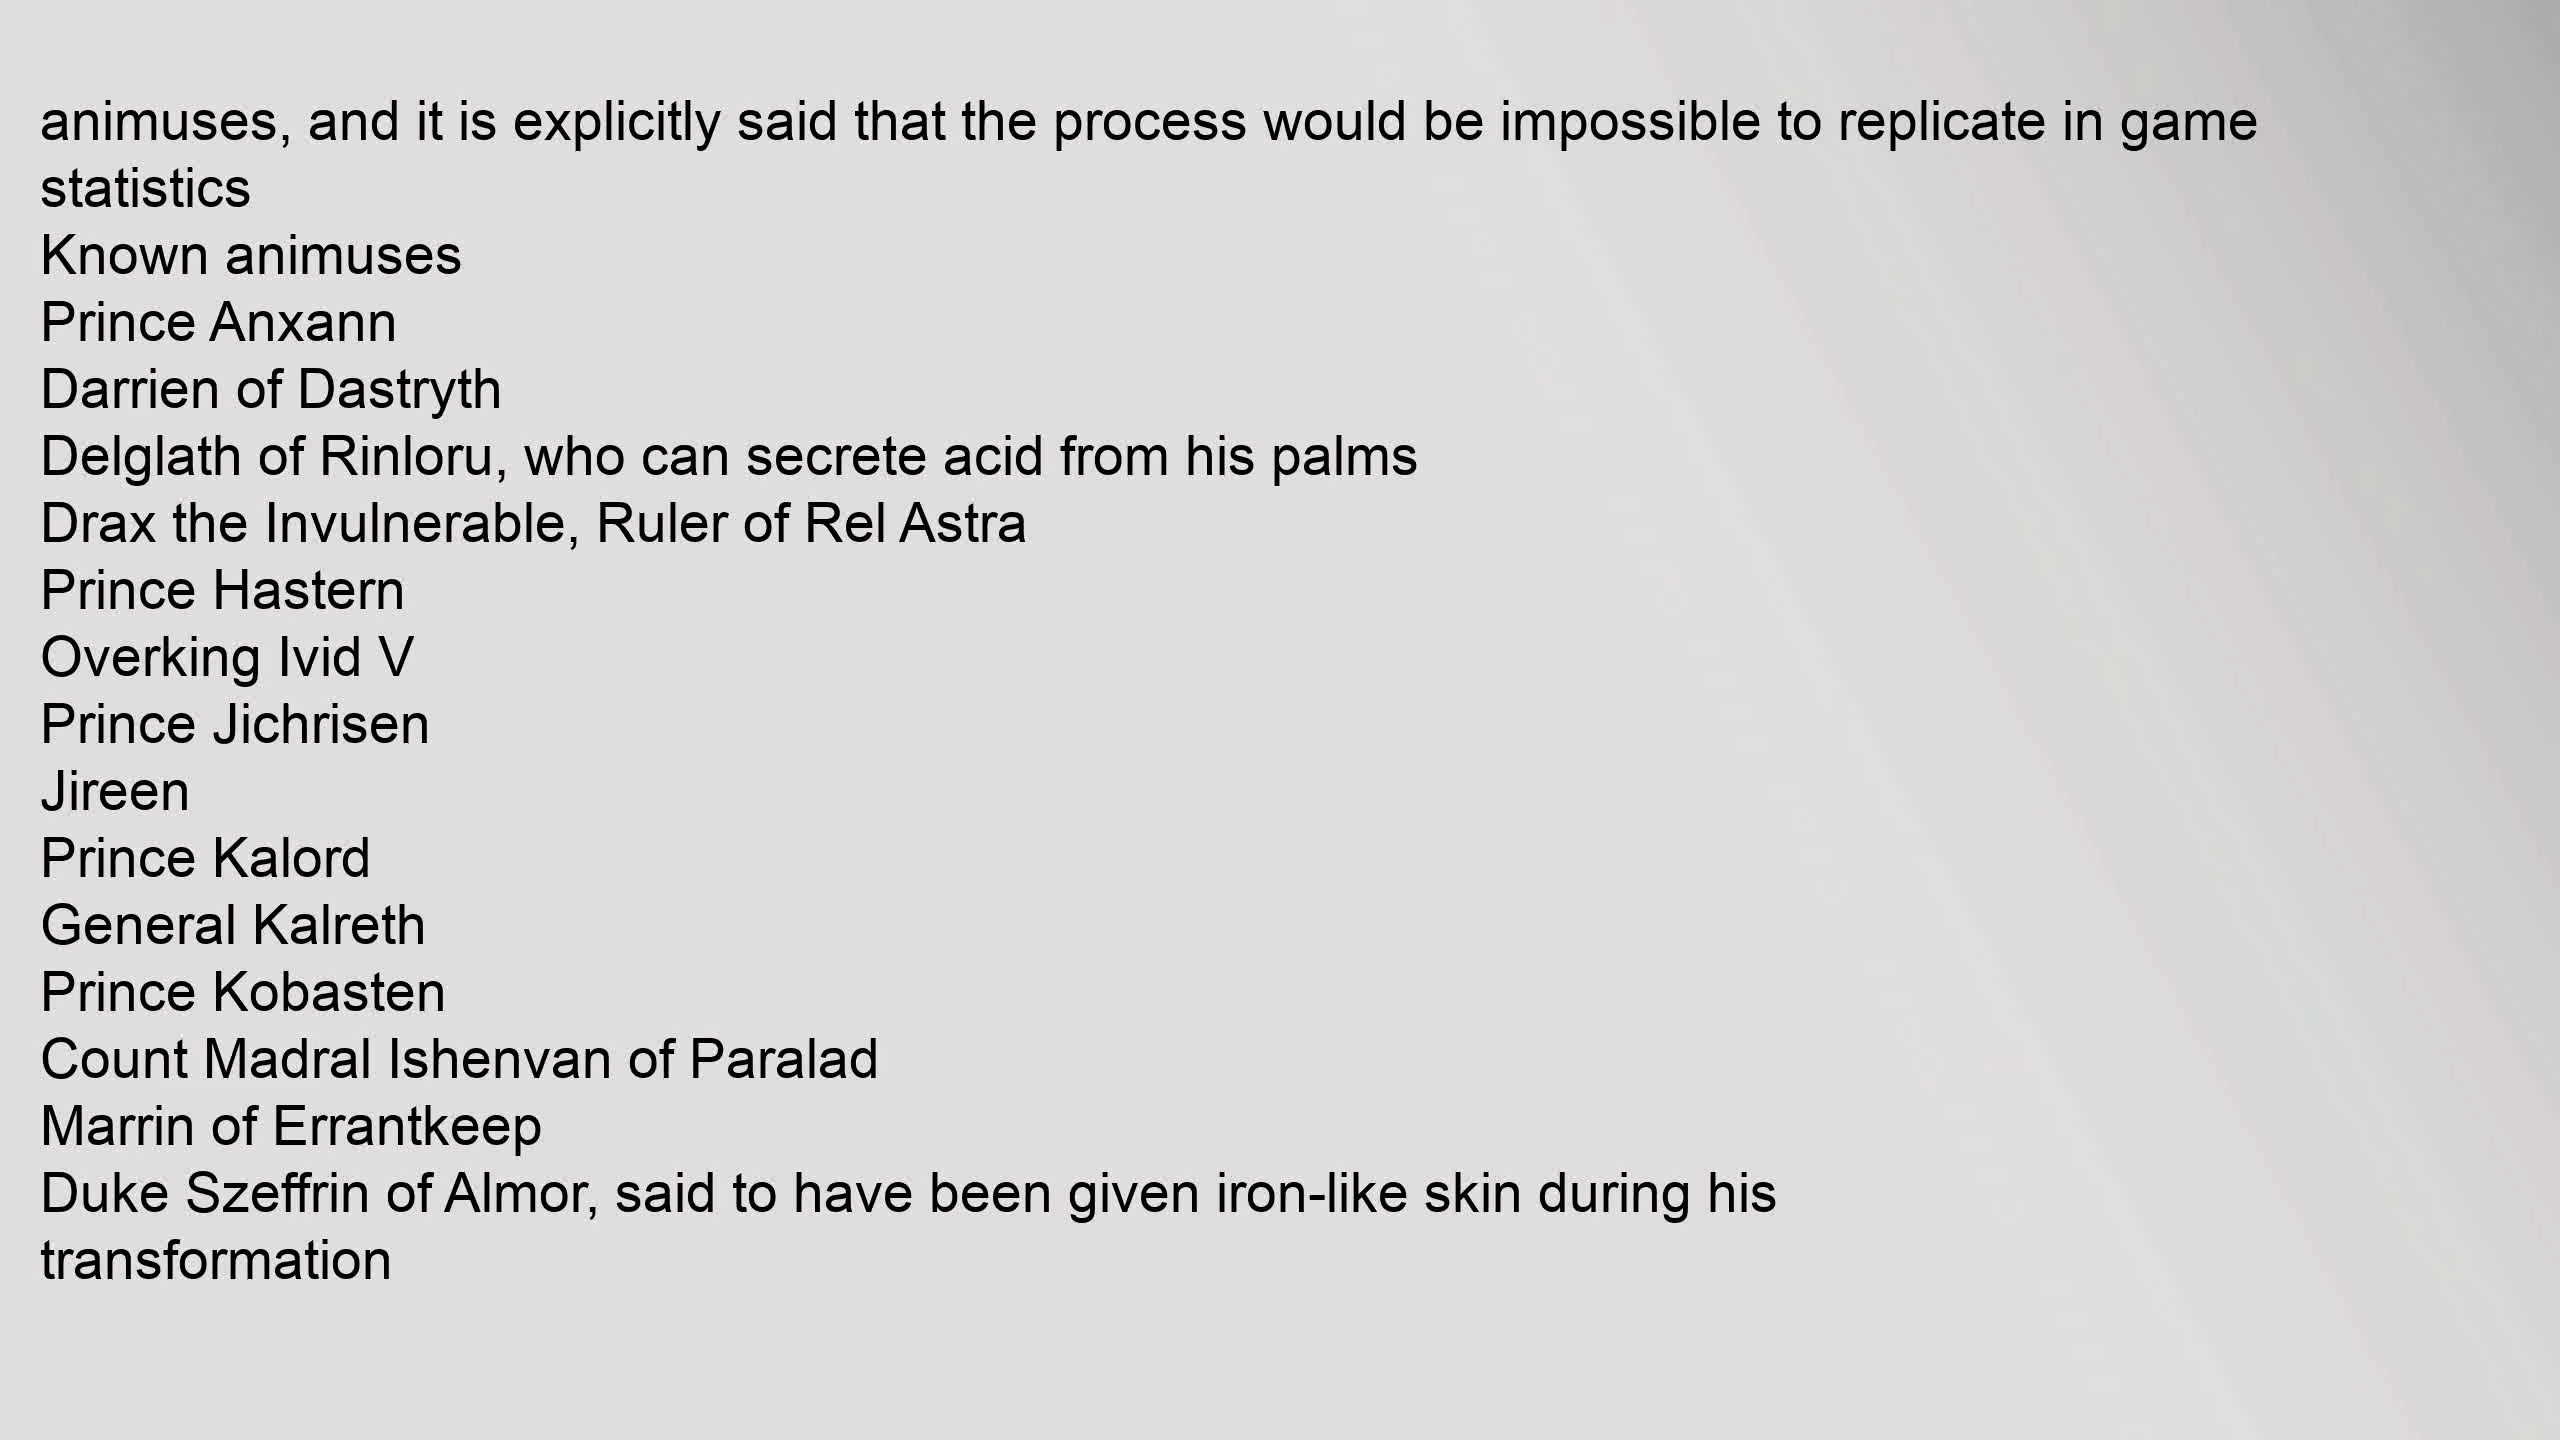 animuses, and it is explicitly said that the process would be impossible to replicate in game
statistics
Known animuses
Prince Anxann
Darrien of Dastryth
Delglath of Rinloru, who can secrete acid from his palms
Drax the Invulnerable, Ruler of Rel Astra
Prince Hastern
Overking Ivid V
Prince Jichrisen
Jireen
Prince Kalord
General Kalreth
Prince Kobasten
Count Madral Ishenvan of Paralad
Marrin of Errantkeep
Duke Szeffrin of Almor, said to have been given iron-like skin during his
transformation